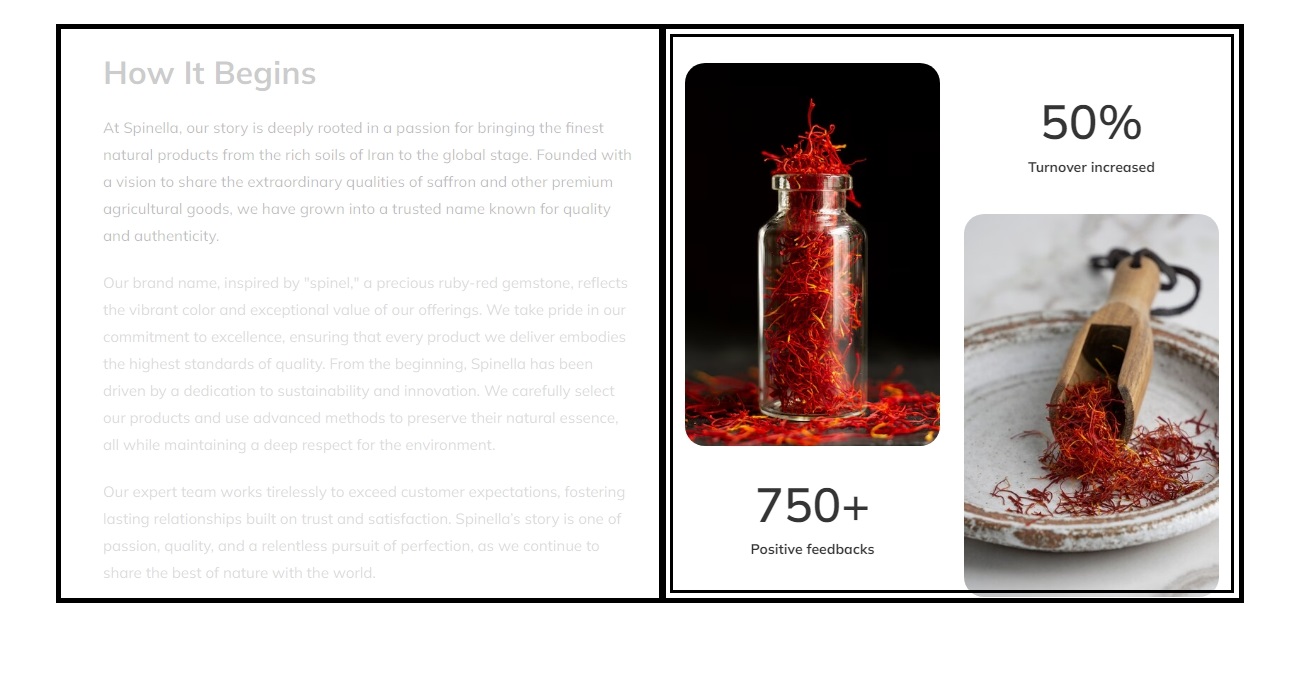 How It Begins
At Spinella, our story is deeply rooted in a passion for bringing the finest
natural products from the rich soils of Iran to the global stage. Founded with
a vision to share the extraordinary qualities of saffron and other premium
agricultural goods, we have grown into a trusted name known for quality
and authenticity.
Our brand name, inspired by "spinel," a precious ruby-red gemstone, reflects
the vibrant color and exceptional value of our offerings. We take pride in our
commitment to excellence, ensuring that every product we deliver embodies
the highest standards of quality. From the beginning, Spinella has been
driven by a dedication to sustainability and innovation. We carefully select
our products and use advanced methods to preserve their natural essence,
all while maintaining a deep respect for the environment.
Our expert team works tirelessly to exceed customer expectations, fostering
lasting relationships built on trust and satisfaction. Spinella's story is one of
passion, quality, and a relentless pursuit of perfection, as we continue to
share the best of nature with the world.
50%
Turnover increased
750+
Positive feedbacks